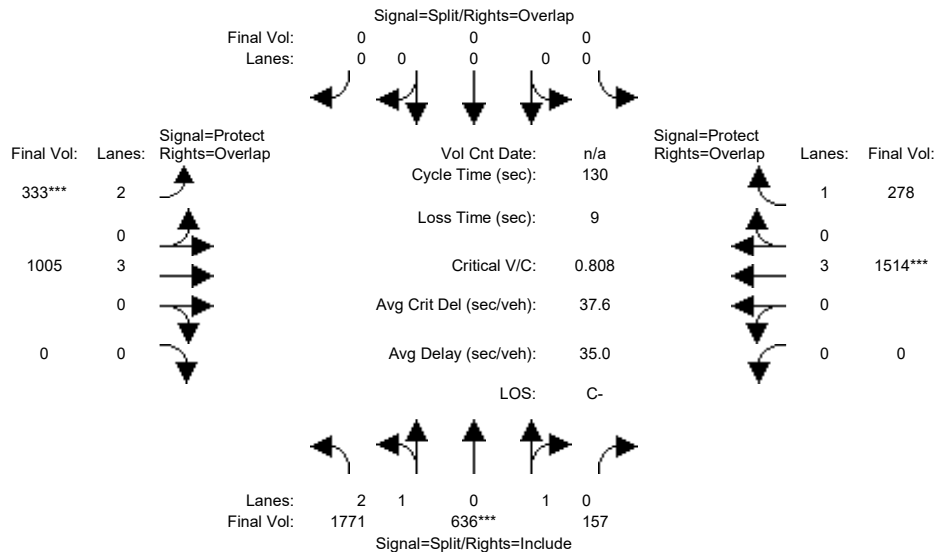 Signal=Split/Rights=Overlap
Final Vol: 0 0 0
Lanes: 0 0 0 0 0
Signal=Protect Signal=Protect
Final Vol: Lanes: Rights=Overlap Vol Cnt Date: n/a Rights=Overlap Lanes: Final Vol:
Cycle Time (sec): 130
333*** 2 1 278
Loss Time (sec): 9
0 0
1005 3 Critical V/C: 0.808 3 1514***
0 Avg Crit Del (sec/veh): 37.6 0
0 0 Avg Delay (sec/veh): 35.0 0 0
LOS: C-
Lanes: 2 1 0 1 0
Final Vol: 1771 636*** 157
Signal=Split/Rights=Include